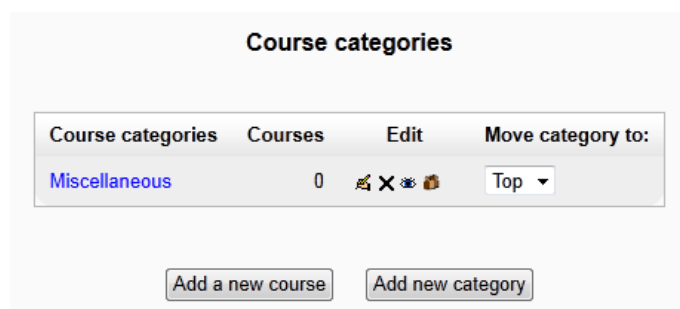 Course categories
Course categories Courses Edit Move category to:
Miscellaneous 0 Top
Add a new course Add new category